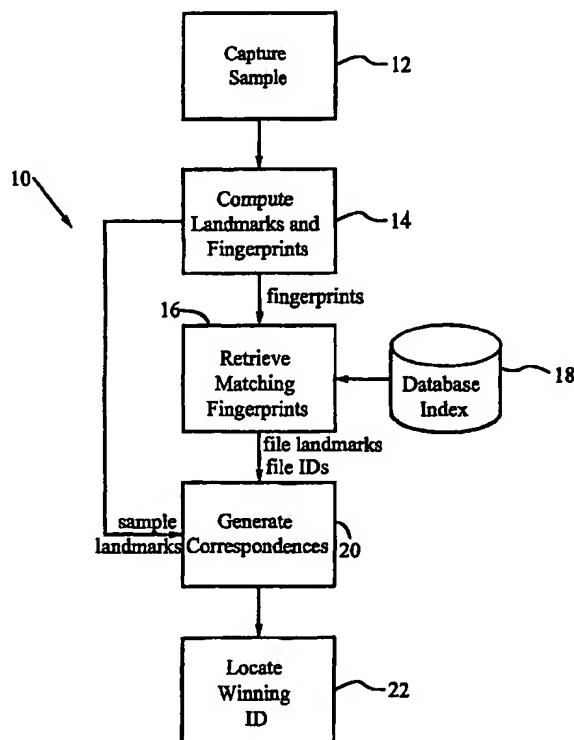 Capture
Sample
12
10
Compute
Landmarks and
Fingerprints
14
fingerprints
16
Retrieve
Matching
Fingerprints
Database
Index
18
file landmarks
file IDs
sample
landmarks
Generate
Correspondences
20
Locate
Winning
ID
22